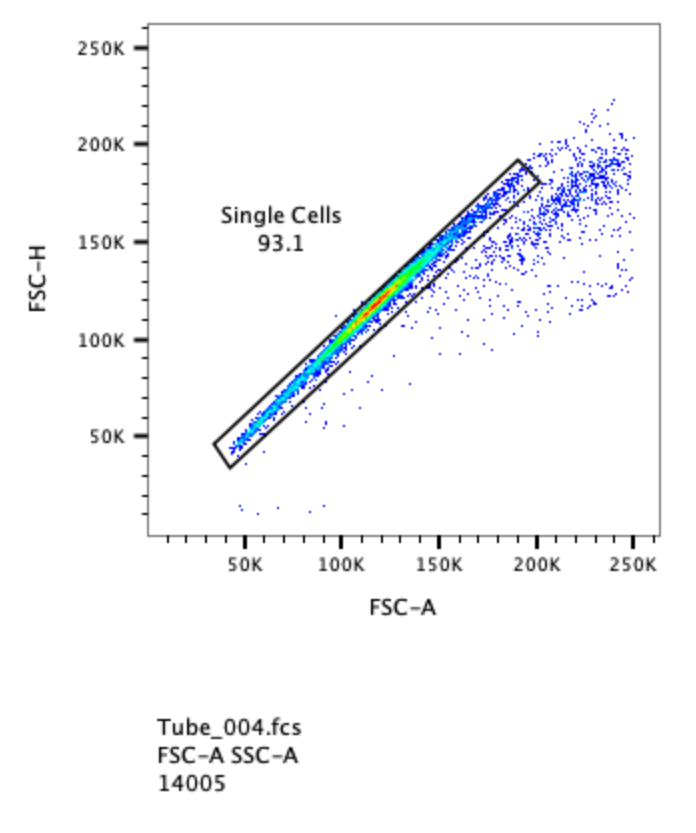 250K
200K
Single Cells
93.1
150K
FSC-H
100K
50K
50K 100K 150K 200K 250K
FSC-A
Tube_004.fcs
FSC-A SSC-A
14005